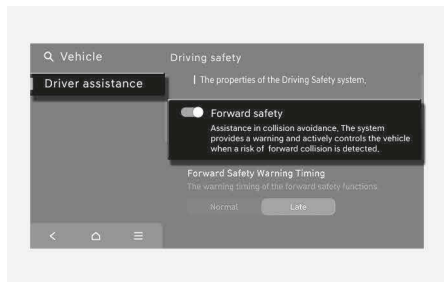 Vehicle
Driving safety
Driver assistance
The properties of the Driving Safety system.
Forward safety
Assistance in collision avoidance. The system
provides a warning and actively controls the vehicle
when a risk of forward collision is detected.
Forward Safety Warning Timing
The warning timing of the forward safety functions
Normal
Late